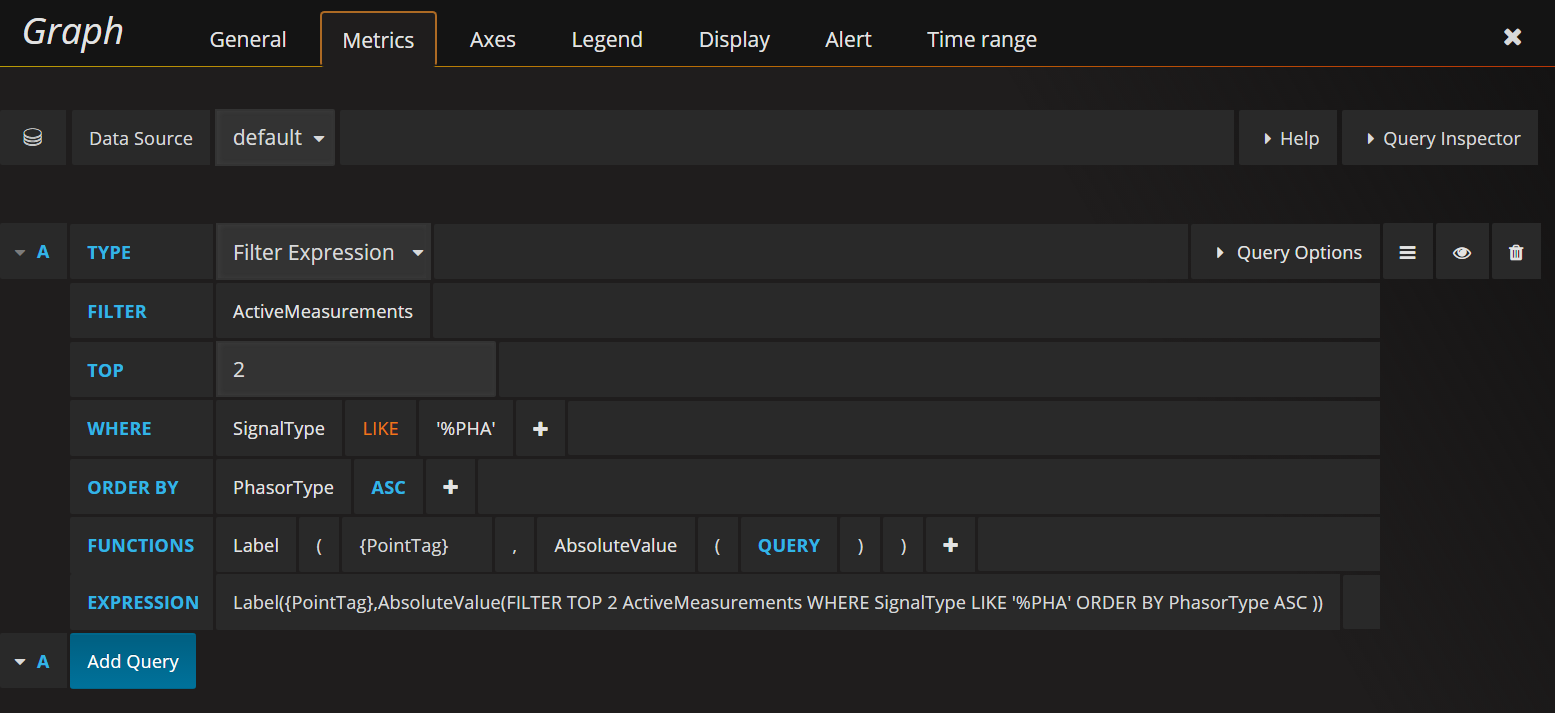 Graph General Metrics Axes Legend Display Alert Time range
Data Source default Help Query Inspector
A TYPE Filter Expression Query Options
FILTER ActiveMeasurements
TOP 2
WHERE SignalType LIKE '%PHA'
ORDER BY PhasorType ASC
FUNCTIONS Label ( {PointTag} , AbsoluteValue ( QUERY ) )
EXPRESSION Label({PointTag},AbsoluteValue(FILTER TOP 2 ActiveMeasurements WHERE SignalType LIKE '%PHA' ORDER BY PhasorType ASC ))
A Add Query